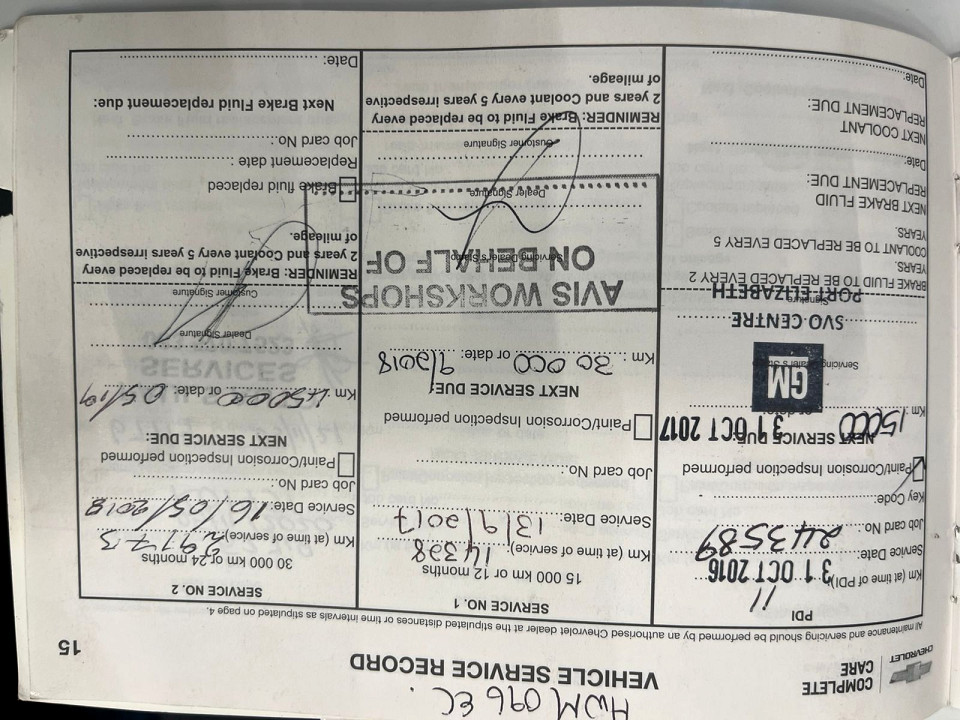 HWM 096 EC.
COMPLETE
CARE
CHEVROLET
VEHICLE SERVICE RECORD
15
All maintenance and servicing should be performed by an authorised Chevrolet dealer at the stipulated distances or time intervals as stipulated on page 4.
PDI
Km (at time of PDI) 11
Service Date: 31 OCT 2016
Job card No.: 243589
Key Code:
Paint/Corrosion Inspection performed
NEXT SERVICE DUE:
31 OCT 2017
Km 15000 or date:
GM
Servicing Dealer's Stamp
SVO CENTRE
Signature
PORT ELIZABETH
BRAKE FLUID TO BE REPLACED EVERY 2
YEARS
COOLANT TO BE REPLACED EVERY 5
YEARS.
NEXT BRAKE FLUID
REPLACEMENT DUE:
Date:
NEXT COOLANT
REPLACEMENT DUE:
Date:
SERVICE NO. 1
15 000 km or 12 months
Km (at time of service): 14328
Service Date: 13/9/2017
Job card No.
Paint/Corrosion Inspection performed
NEXT SERVICE DUE:
Km: 30 000 or date: 9/2018
AVIS WORKSHOPS
ON BEHALF OF
Servicing Dealer's Stamp
Dealer Signature
Customer Signature
REMINDER: Brake Fluid to be replaced every
2 years and Coolant every 5 years irrespective
of mileage.
SERVICE NO. 2
30 000 km or 24 months
Km (at time of service):
Service Date: 16/05/2018
Job card No.:
Paint/Corrosion Inspection performed
NEXT SERVICE DUE:
Km 45000 or date: 05/19
SERVICES
Dealer Signature
Customer Signature
REMINDER: Brake Fluid to be replaced every
2 years and Coolant every 5 years irrespective
of mileage.
Brake fluid replaced
Replacement date :
Job card No:
Next Brake Fluid replacement due:
Date: